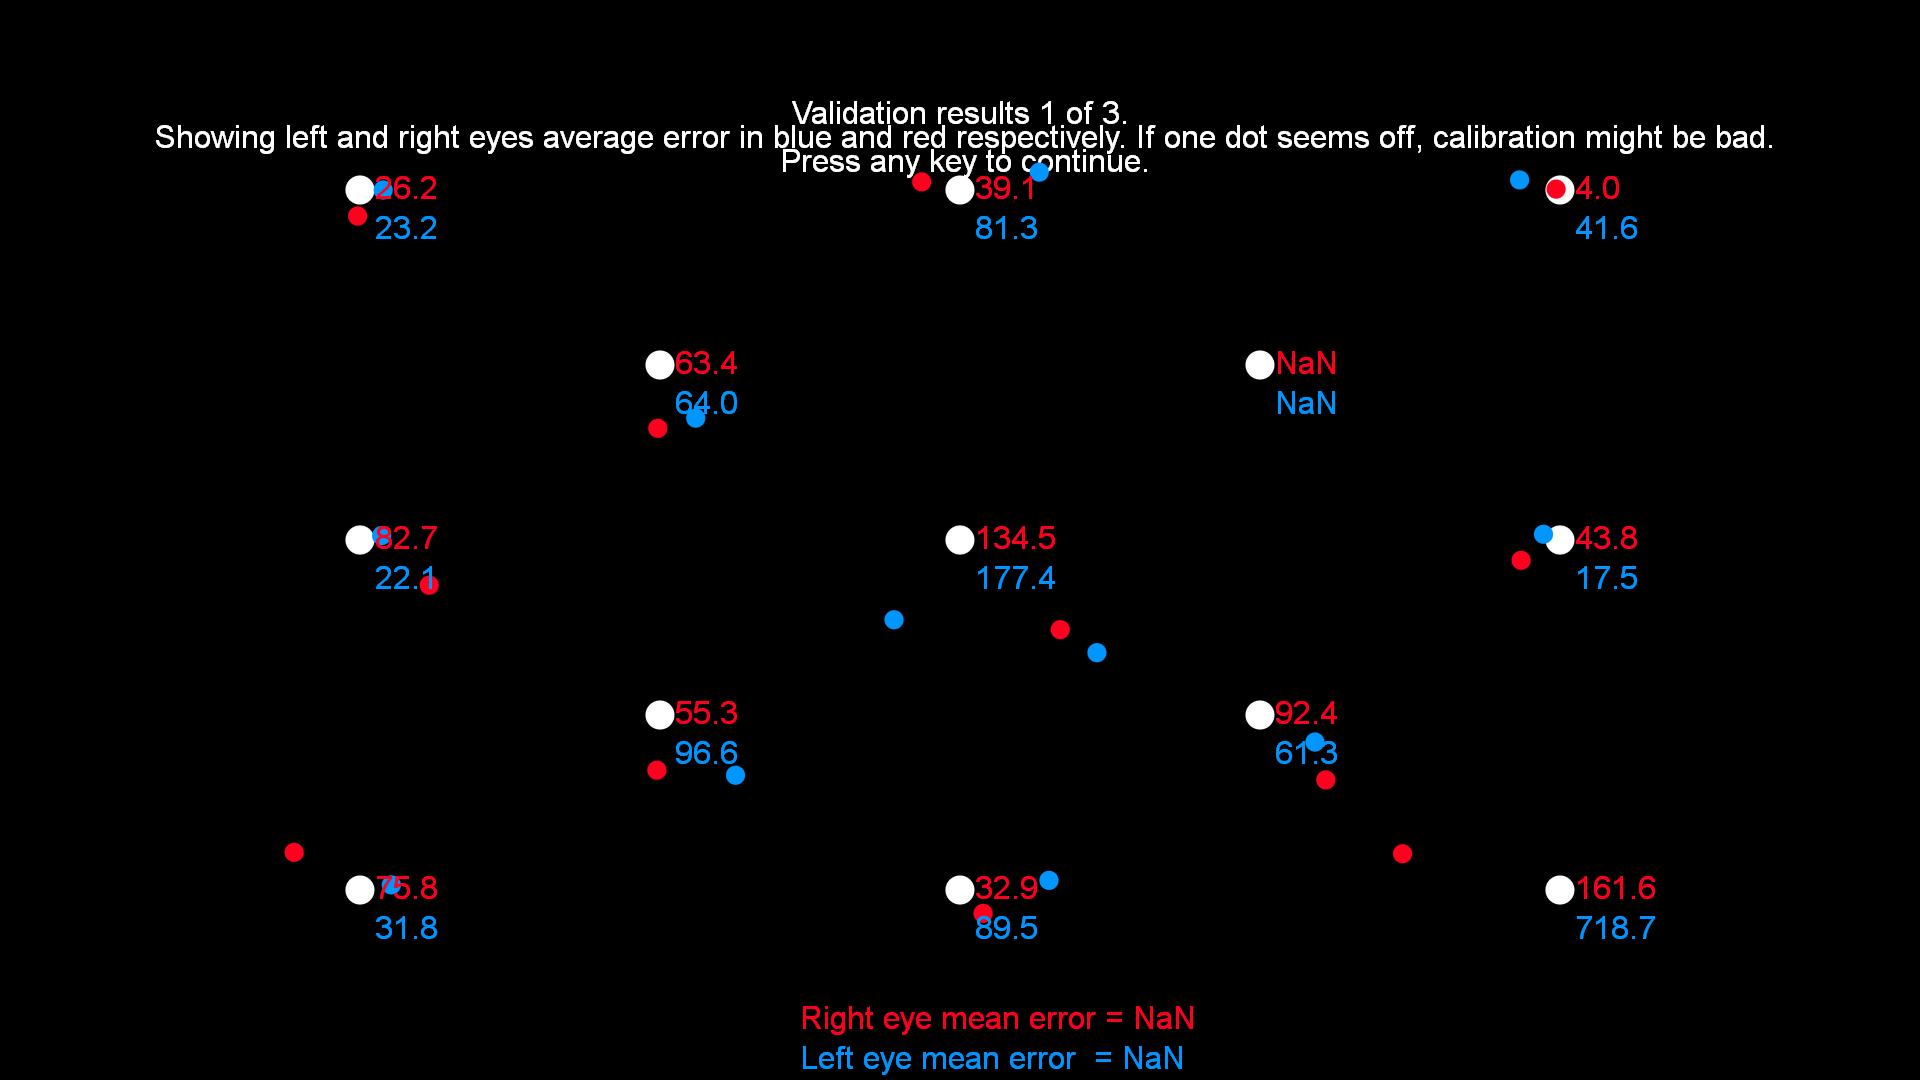 Validation results 1 of 3.
Showing left and right eyes average error in blue and red respectively. If one dot seems off, calibration might be bad.
Press any key to continue.
26.2 39.1 4.0
23.2 81.3 41.6
63.4 NaN
64.0 NaN
82.7 134.5 43.8
22.1 177.4 17.5
55.3 92.4
96.6 61.3
75.8 32.9 161.6
31.8 89.5 718.7
Right eye mean error = NaN
Left eye mean error = NaN